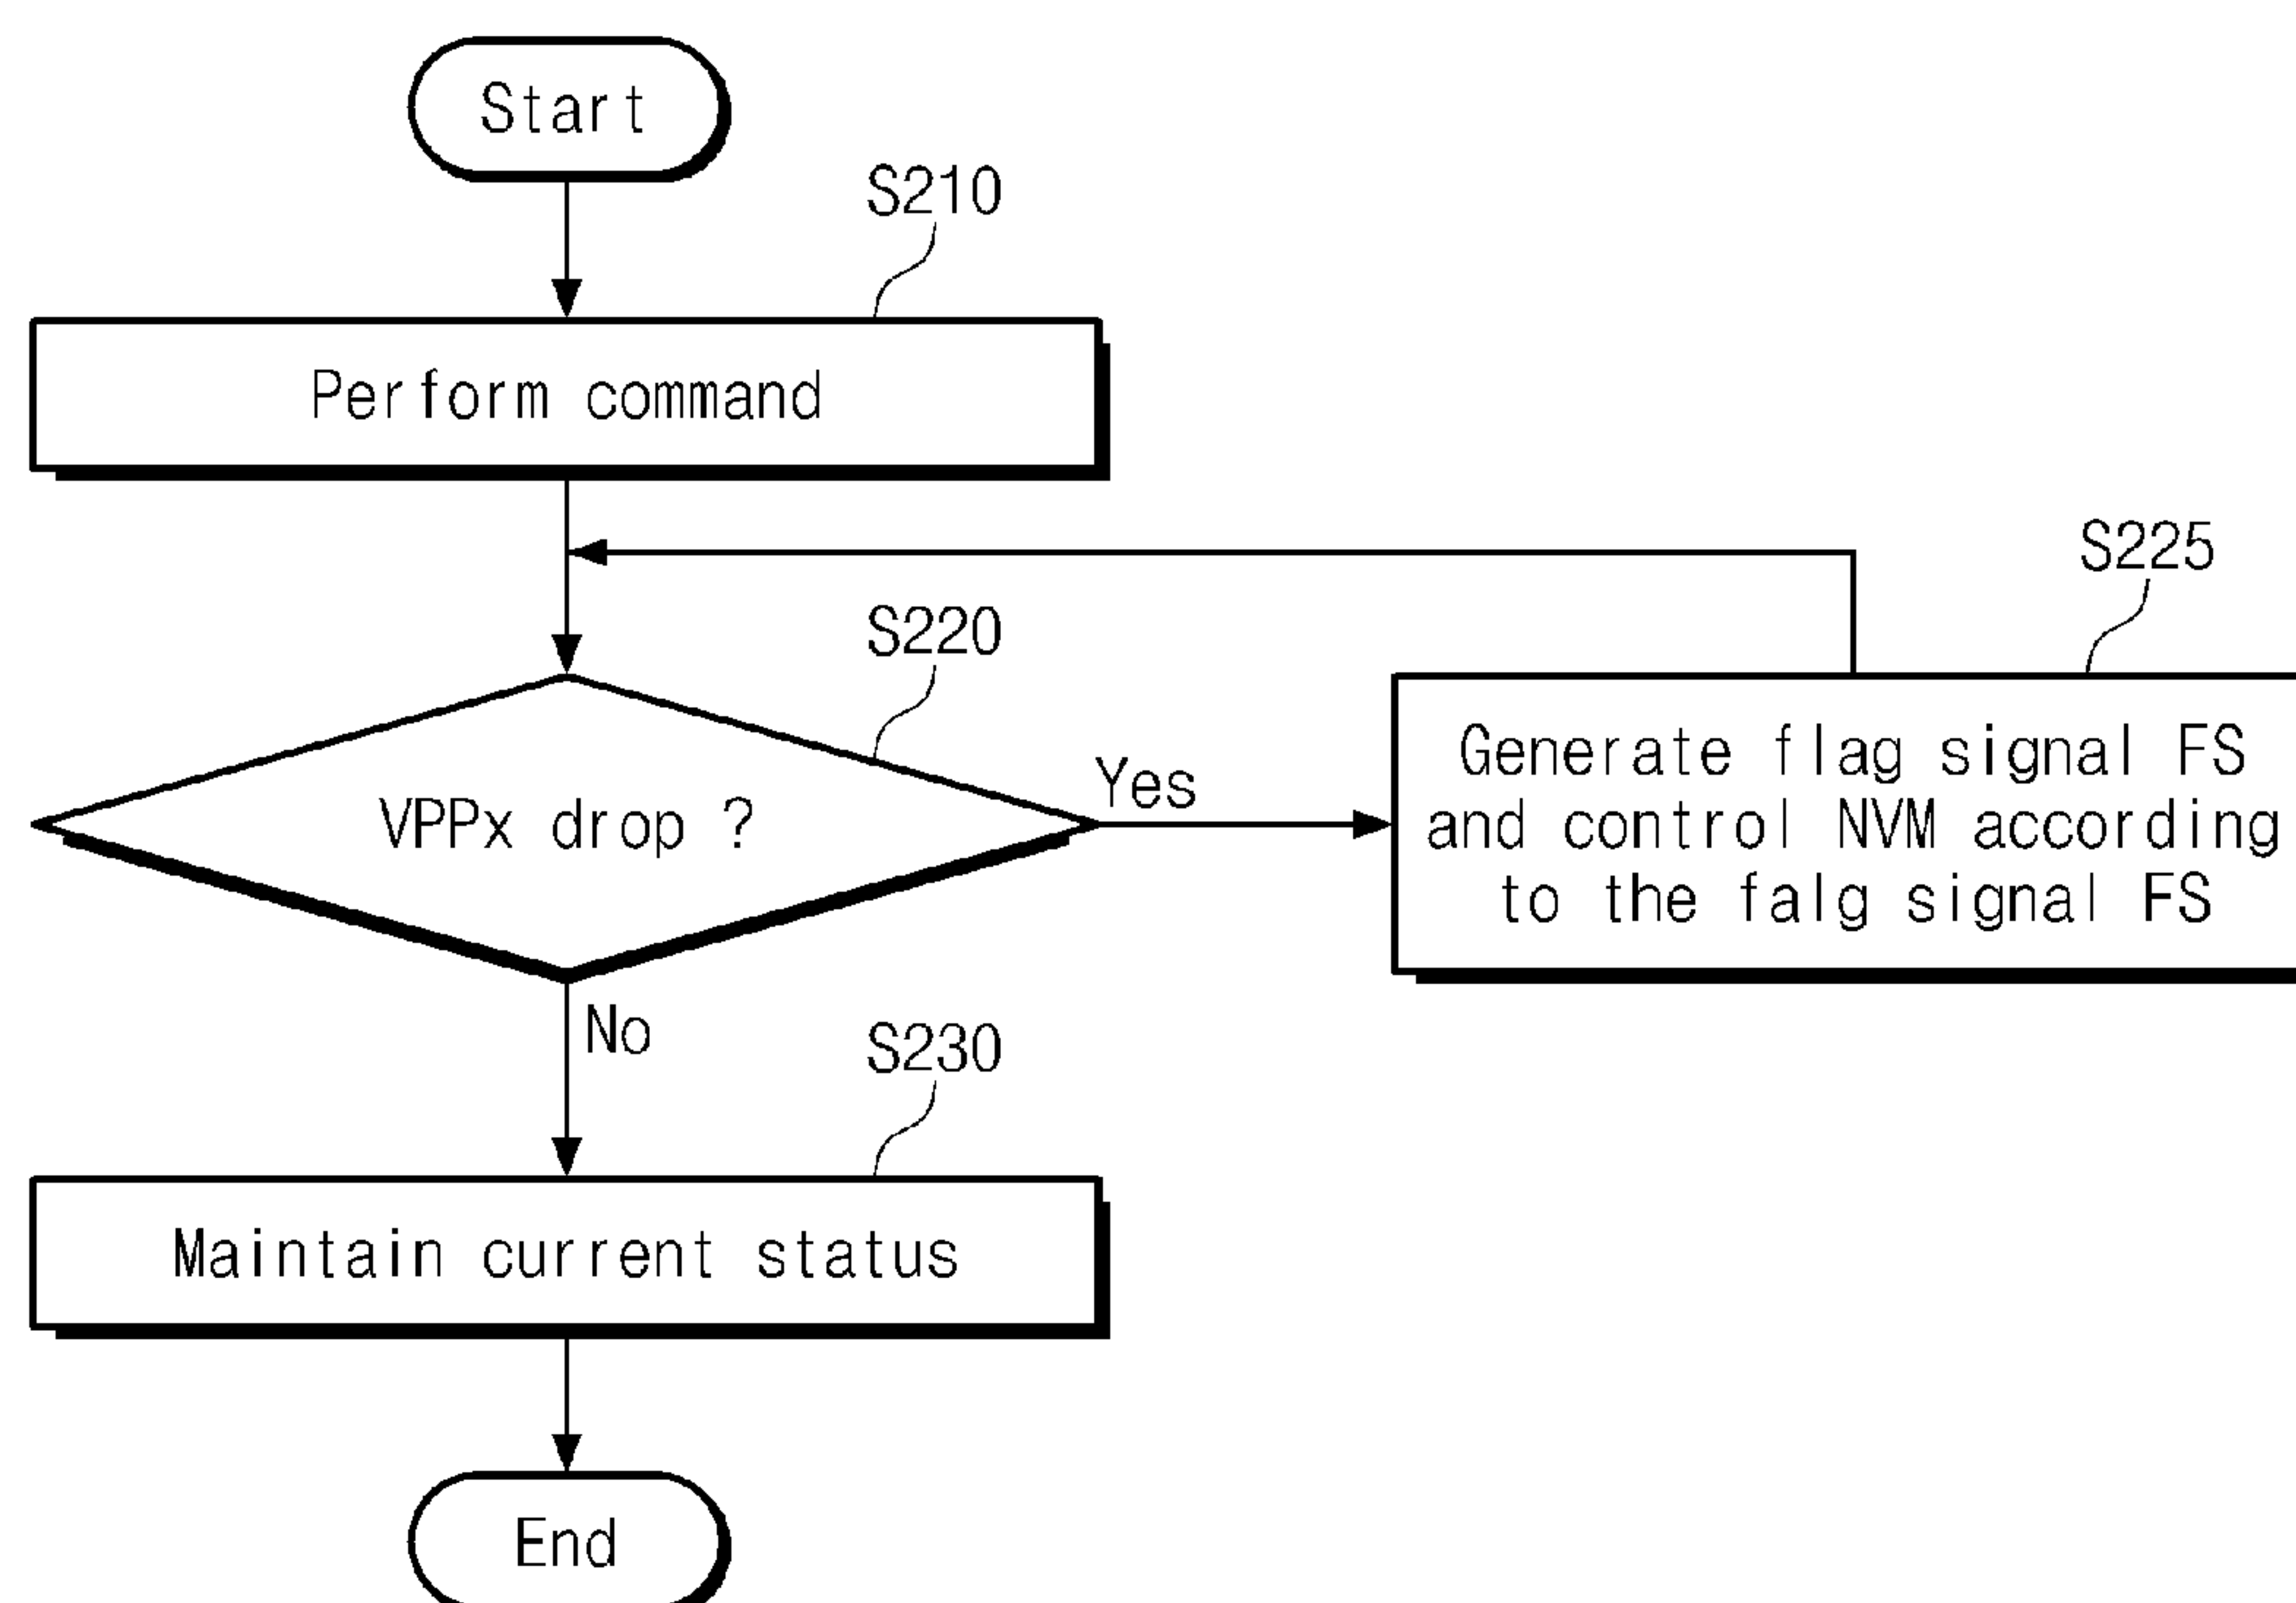 Start
S210
Perform command
S225
S220
VPPx drop ?
Yes
Generate flag signal FS
and control NVM according
to the falg signal FS
No
S230
Maintain current status
End